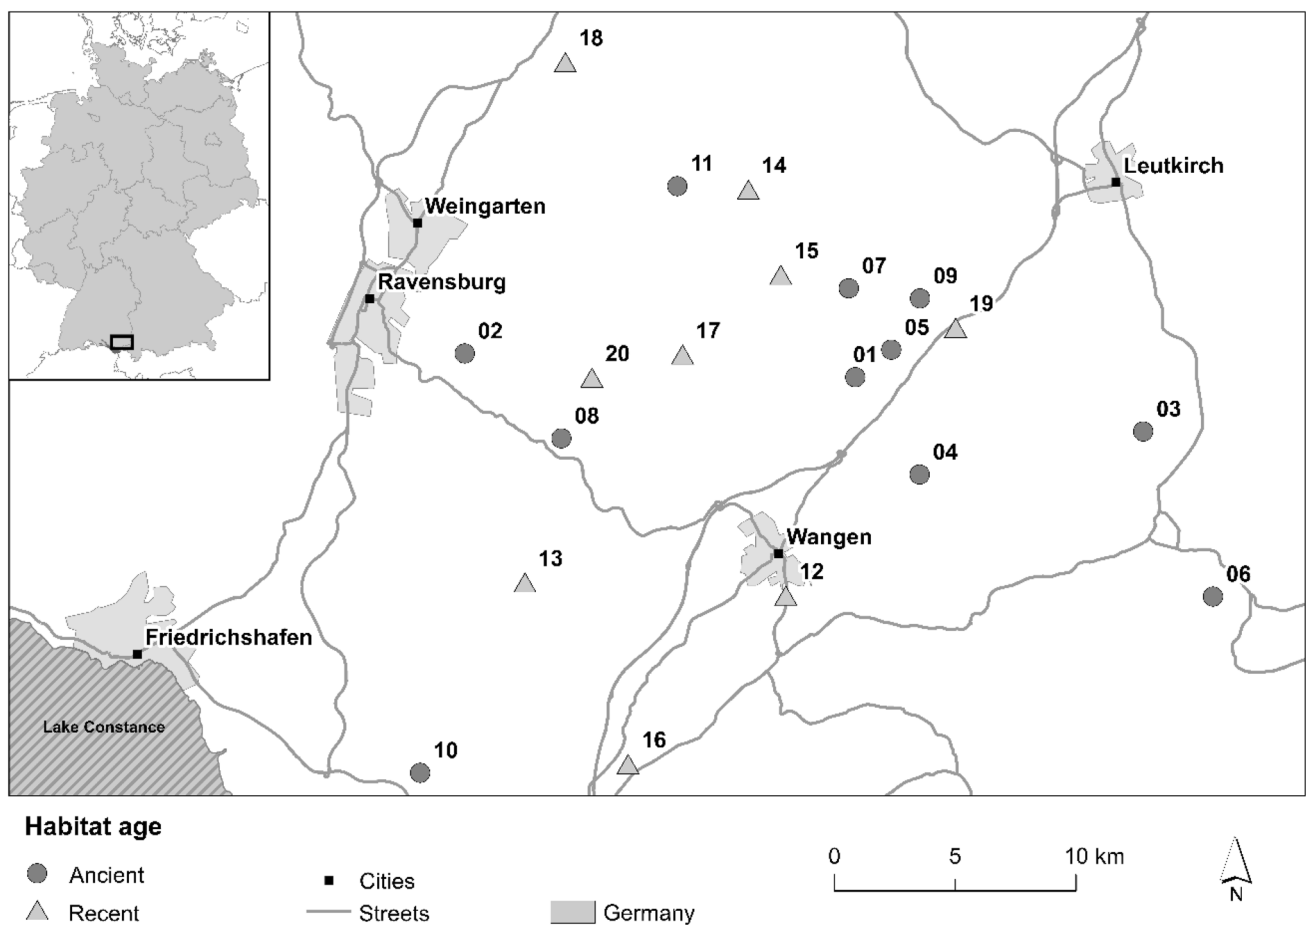 18
11
14
Leutkirch
Weingarten
15
07
Ravensburg
09
19
02
05
17
20
01
08
03
04
Wangen
13
12
06
Friedrichshafen
Lake Constance
16
10
Habitat age
Ancient
Recent
Cities
Streets
Germany
0 5 10 km
N